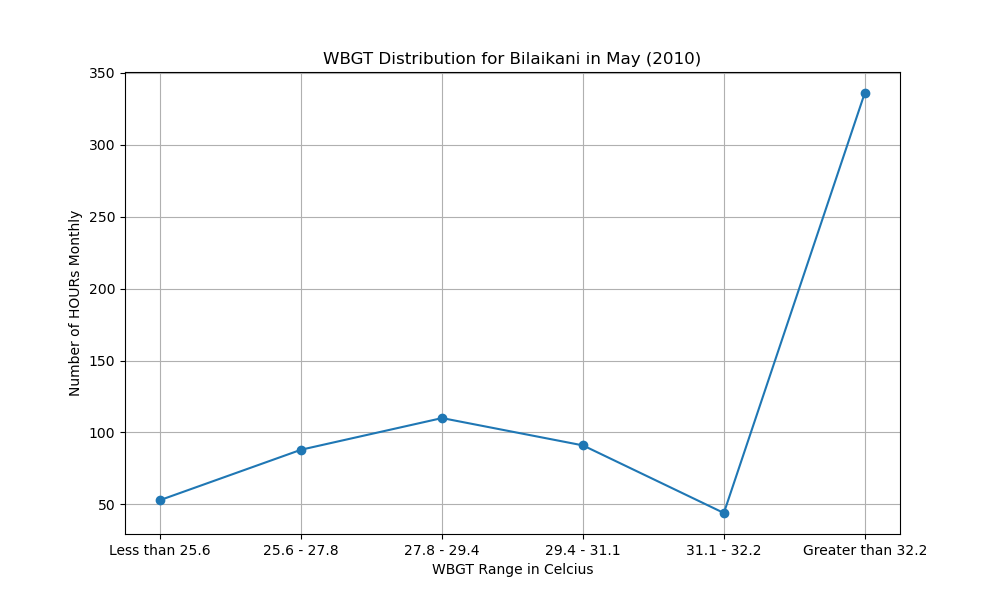 WBGT Distribution for Bilaikani in May (2010)
350
300
250
200
150
100
50
Number of HOURs Monthly
Less than 25.6 25.6 - 27.8 27.8 - 29.4 29.4 - 31.1 31.1 - 32.2 Greater than 32.2
WBGT Range in Celcius